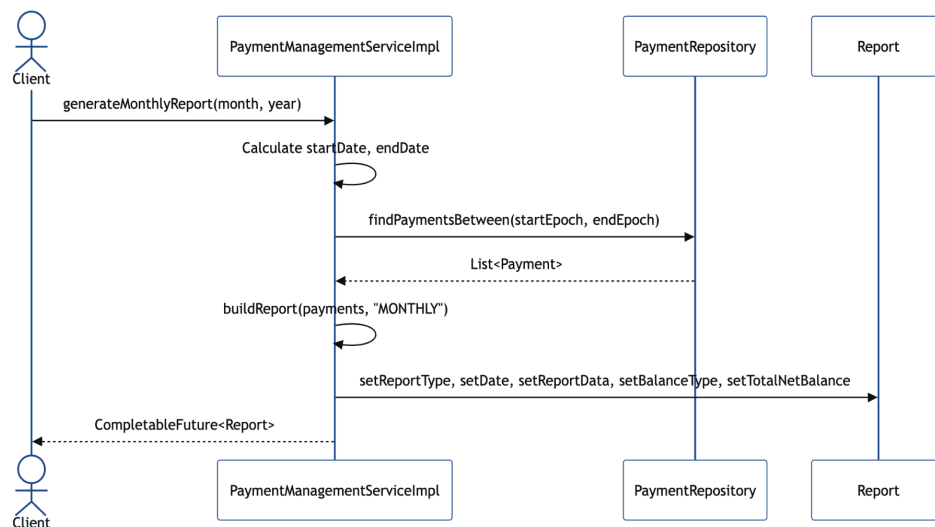 PaymentManagementServiceImpl
PaymentRepository
Report
Client
generateMonthlyReport(month, year)
Calculate startDate, endDate
findPaymentsBetween(startEpoch, endEpoch)
List<Payment>
buildReport(payments, "MONTHLY")
setReportType, setDate, setReportData, setBalanceType, setTotalNetBalance
CompletableFuture<Report>
PaymentManagementServiceImpl
PaymentRepository
Report
Client